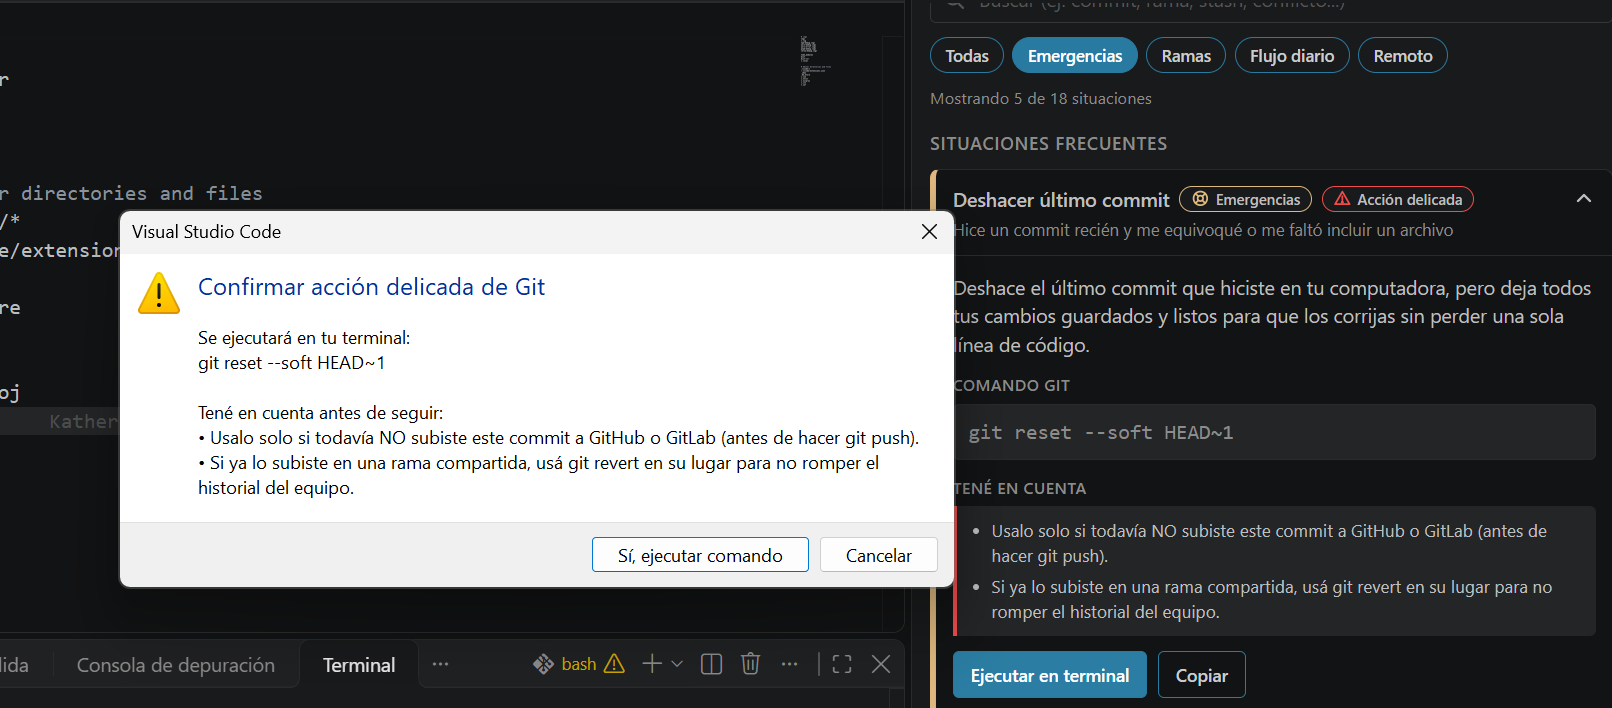 Buscar (ej: commit, rama, stash, conflicto...)
Todas
Emergencias
Ramas
Flujo diario
Remoto
Mostrando 5 de 18 situaciones
SITUACIONES FRECUENTES
Deshacer último commit
Emergencias
Acción delicada
Hice un commit recién y me equivoqué o me faltó incluir un archivo
Deshace el último commit que hiciste en tu computadora, pero deja todos
tus cambios guardados y listos para que los corrijas sin perder una sola
línea de código.
COMANDO GIT
git reset --soft HEAD~1
TENÉ EN CUENTA
• Usalo solo si todavía NO subiste este commit a GitHub o GitLab (antes de
hacer git push).
• Si ya lo subiste en una rama compartida, usá git revert en su lugar para no
romper el historial del equipo.
Ejecutar en terminal
Copiar
r
r directories and files
/*
e/extension
re
oj
Kather
Visual Studio Code
Confirmar acción delicada de Git
Se ejecutará en tu terminal:
git reset --soft HEAD~1
Tené en cuenta antes de seguir:
• Usalo solo si todavía NO subiste este commit a GitHub o GitLab (antes de hacer git push).
• Si ya lo subiste en una rama compartida, usá git revert en su lugar para no romper el
historial del equipo.
Sí, ejecutar comando
Cancelar
lida
Consola de depuración
Terminal
bash